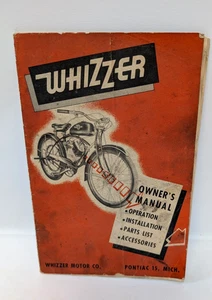 WHIZZER
OWNER'S
MANUAL
• OPERATION
• INSTALLATION
• PARTS LIST
• ACCESSORIES
WHIZZER MOTOR CO.
PONTIAC 15, MICH.